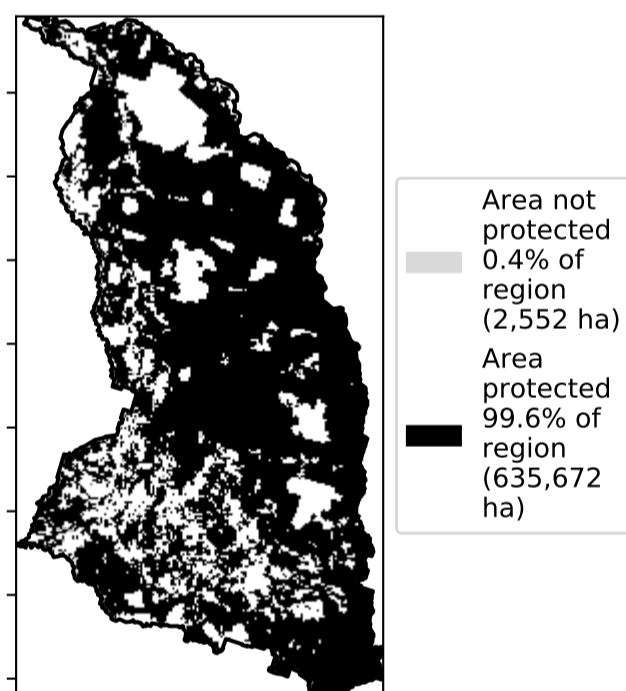 Area not
protected
0.4% of
region
(2,552 ha)
Area
protected
99.6% of
region
(635,672
ha)